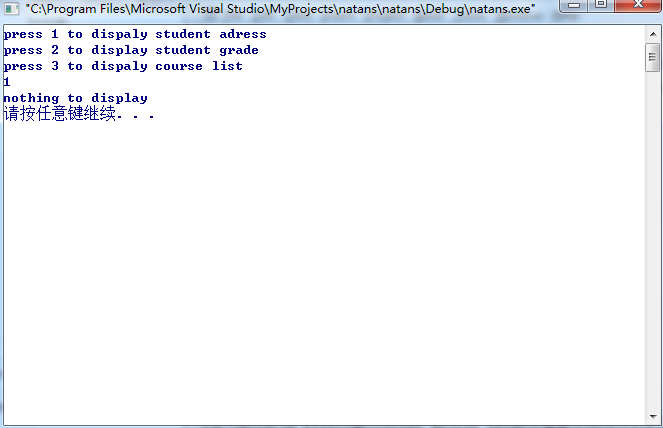 "C:\Program Files\Microsoft Visual Studio\MyProjects\natans\natans\Debug\natans.exe"
press 1 to dispaly student adress
press 2 to display student grade
press 3 to dispaly course list
1
nothing to display
请按任意键继续. . .